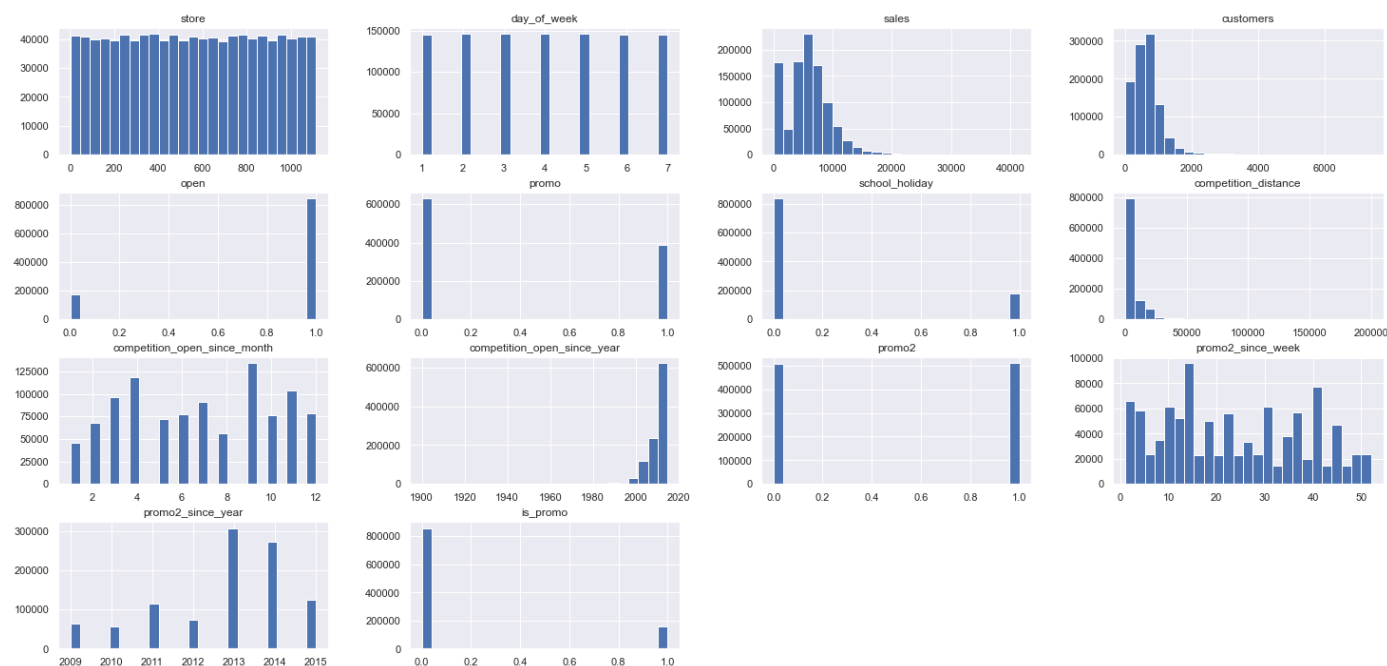 store
40000
30000
20000
10000
0
0 200 400 600 800 1000
day_of_week
150000
100000
50000
0
1 2 3 4 5 6 7
sales
200000
150000
100000
50000
0
0 10000 20000 30000 40000
customers
300000
200000
100000
0
0 2000 4000 6000
open
800000
600000
400000
200000
0
0.0 0.2 0.4 0.6 0.8 1.0
promo
600000
400000
200000
0
0.0 0.2 0.4 0.6 0.8 1.0
school_holiday
800000
600000
400000
200000
0
0.0 0.2 0.4 0.6 0.8 1.0
competition_distance
800000
600000
400000
200000
0
0 50000 100000 150000 200000
competition_open_since_month
125000
100000
75000
50000
25000
0
2 4 6 8 10 12
competition_open_since_year
600000
400000
200000
0
1900 1920 1940 1960 1980 2000 2020
promo2
500000
400000
300000
200000
100000
0
0.0 0.2 0.4 0.6 0.8 1.0
promo2_since_week
100000
80000
60000
40000
20000
0
0 10 20 30 40 50
promo2_since_year
300000
200000
100000
0
2009 2010 2011 2012 2013 2014 2015
is_promo
800000
600000
400000
200000
0
0.0 0.2 0.4 0.6 0.8 1.0